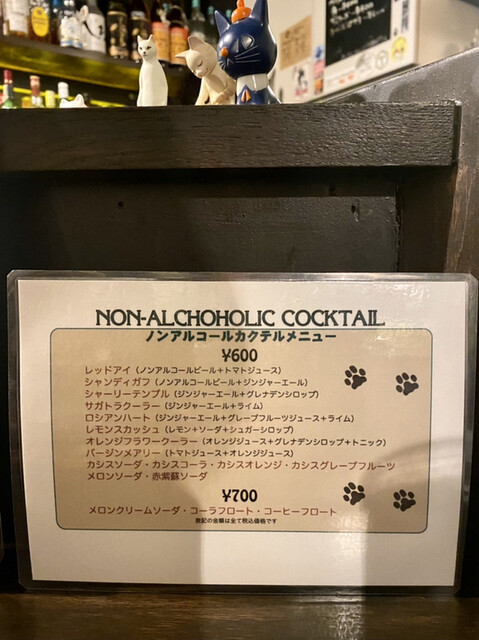 NON-ALCHOHOLIC COCKTAIL
ノンアルコールカクテルメニュー
¥600
レッドアイ（ノンアルコールビール+トマトジュース）
シャンディガフ（ノンアルコールビール+ジンジャーエール）
シャーリーテンプル（ジンジャーエール+グレナデンシロップ）
サガトラクーラー（ジンジャーエール+ライム）
ロシアンハート（ジンジャーエール+グレープフルーツジュース+ライム）
レモンスカッシュ（レモン+ソーダ+シュガーシロップ）
オレンジフラワークーラー（オレンジジュース+グレナデンシロップ+トニック）
バージンメアリー（トマトジュース+オレンジジュース）
カシスソーダ・カシスコーラ・カシスオレンジ・カシスグレープフルーツ
メロンソーダ・赤紫蘇ソーダ
¥700
メロンクリームソーダ・コーラフロート・コーヒーフロート
表記の金額は全て税込価格です